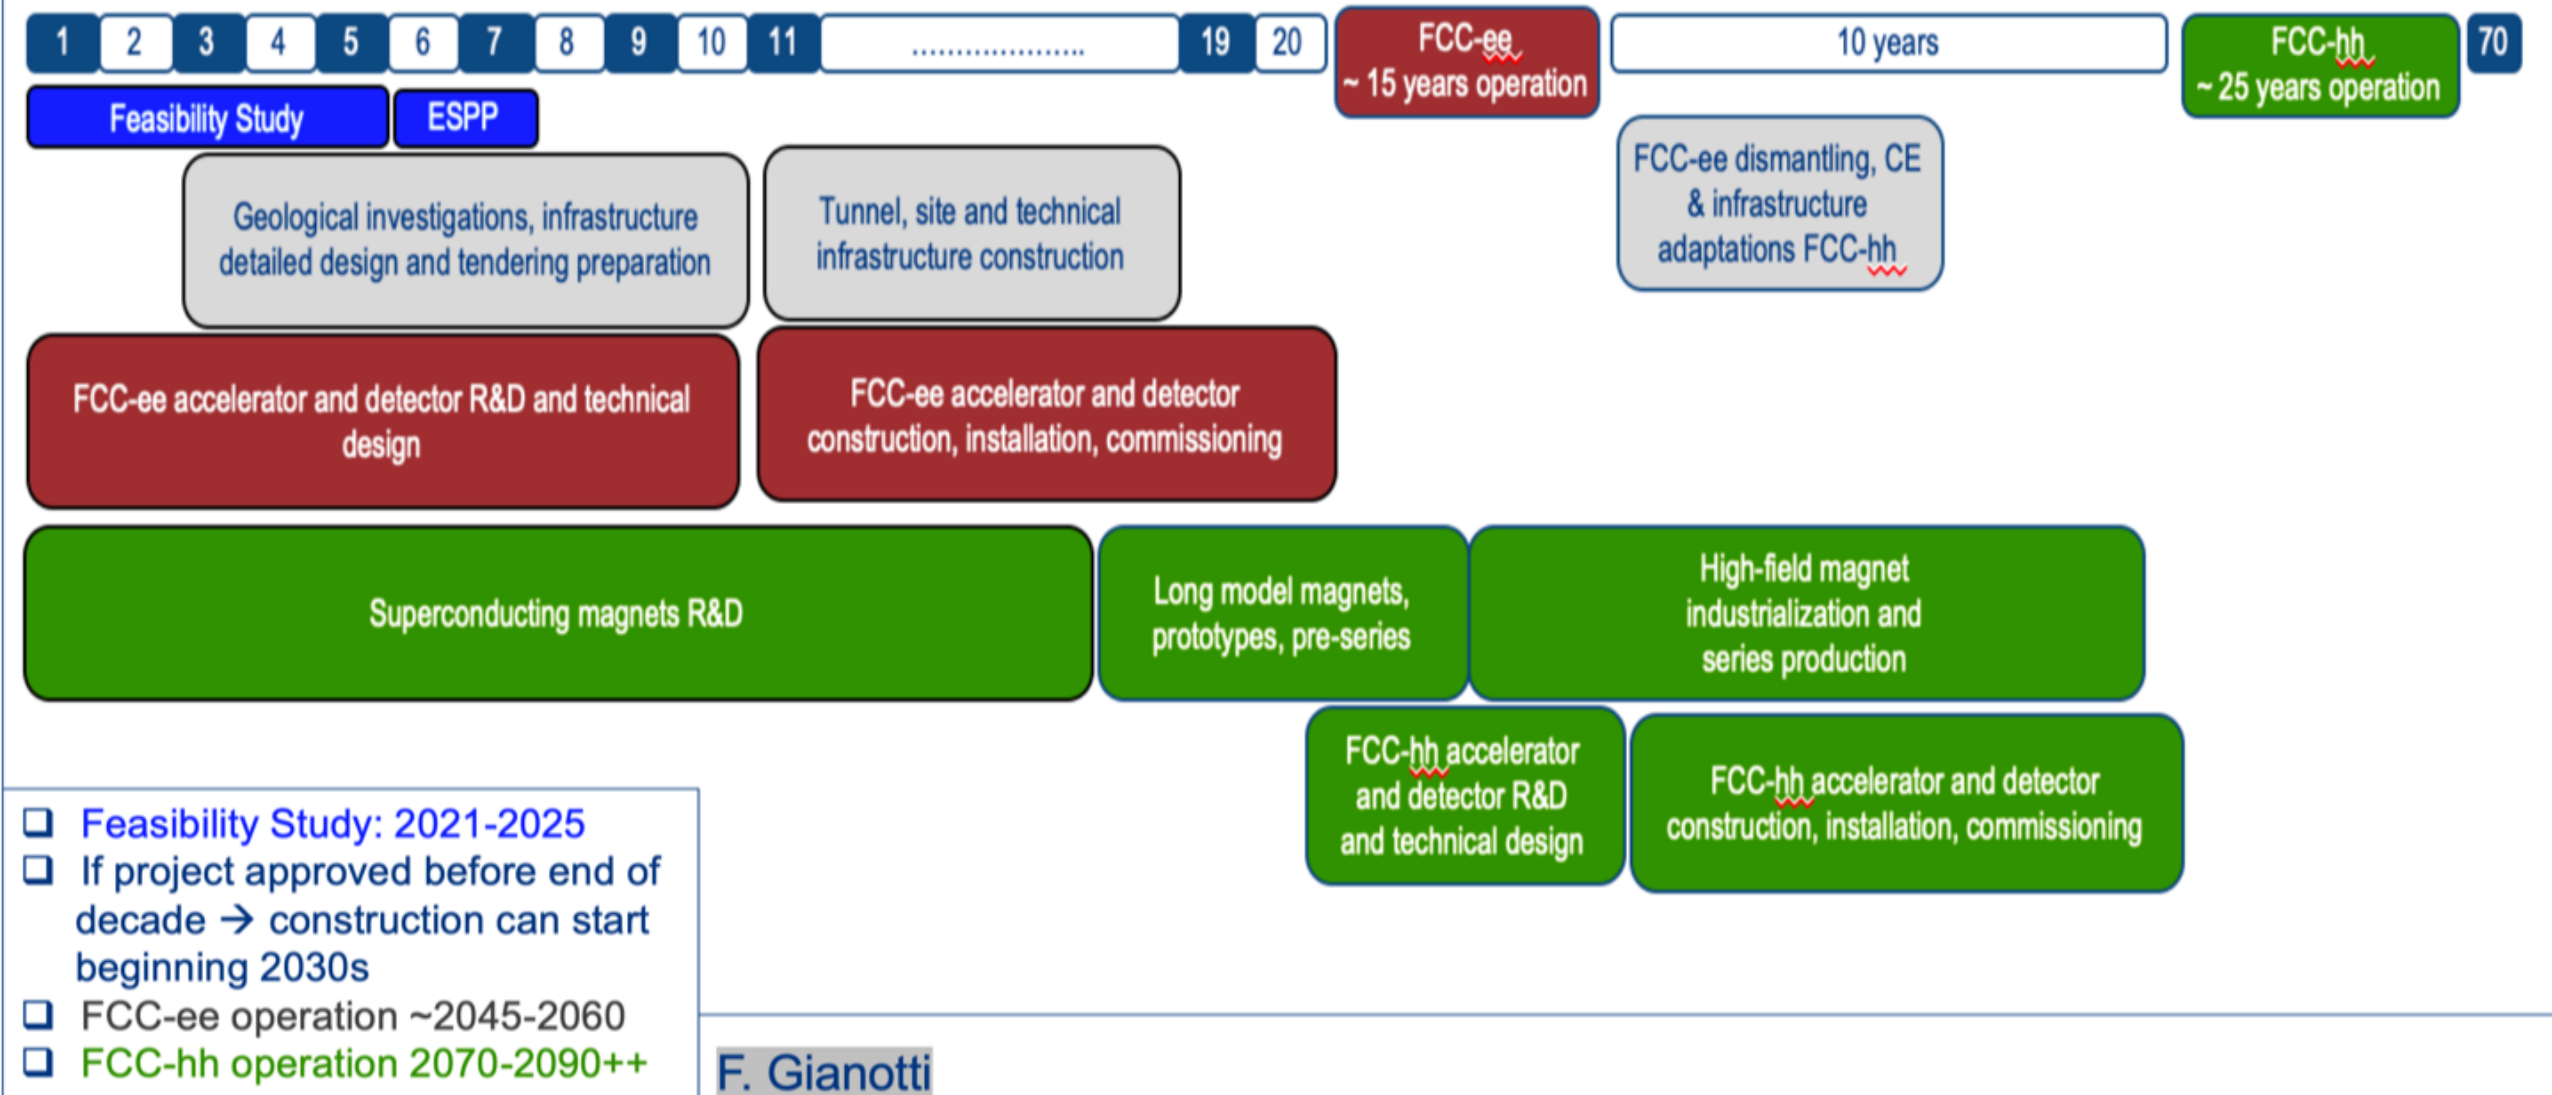 1 2 3 4 5 6 7 8 9 10 11 ................... 19 20
FCC-ee
~ 15 years operation
10 years
FCC-hh
~ 25 years operation
70
Feasibility Study
ESPP
Geological investigations, infrastructure
detailed design and tendering preparation
Tunnel, site and technical
infrastructure construction
FCC-ee dismantling, CE
& infrastructure
adaptations FCC-hh
FCC-ee accelerator and detector R&D and technical
design
FCC-ee accelerator and detector
construction, installation, commissioning
Superconducting magnets R&D
Long model magnets,
prototypes, pre-series
High-field magnet
industrialization and
series production
FCC-hh accelerator
and detector R&D
and technical design
FCC-hh accelerator and detector
construction, installation, commissioning
❑ Feasibility Study: 2021-2025
❑ If project approved before end of
decade → construction can start
beginning 2030s
❑ FCC-ee operation ~2045-2060
❑ FCC-hh operation 2070-2090++
F. Gianotti